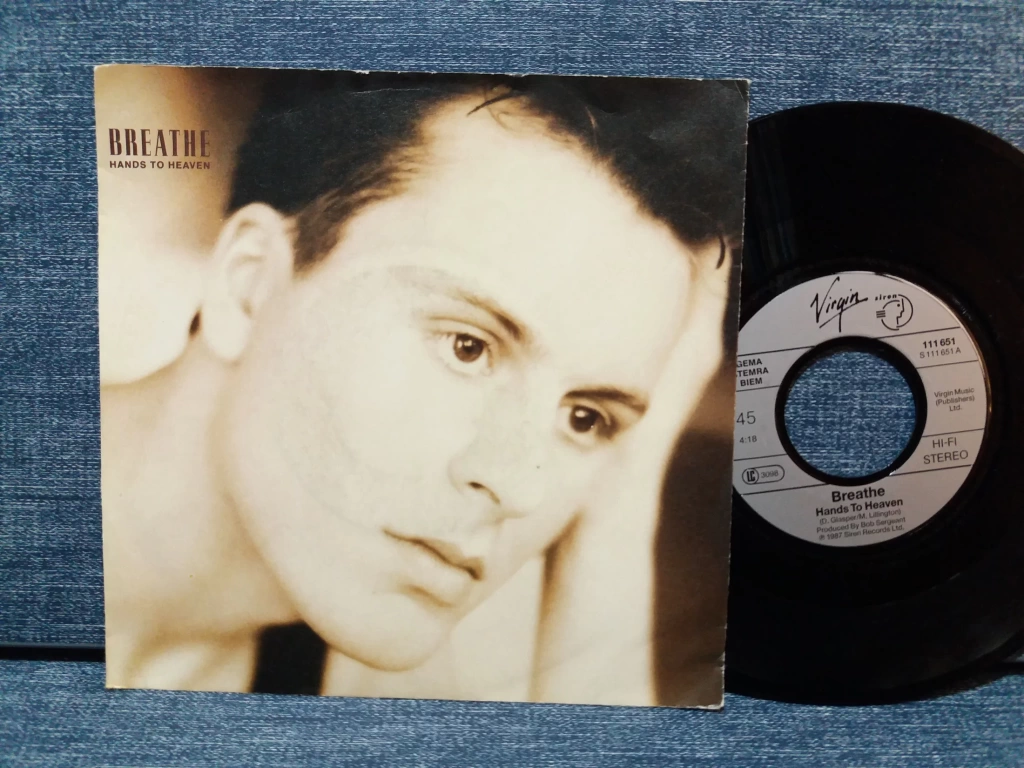 BREATHE
HANDS TO HEAVEN
Virgin
siren
111 651
S 111 651 A
GEMA
STEMRA
BIEM
Virgin Music
(Publishers)
Ltd.
45
4:18
HI-FI
STEREO
LC 3098
Breathe
Hands To Heaven
(D. Glasper/M. Lillington)
Produced By Bob Sargeant
℗ 1987 Siren Records Ltd.